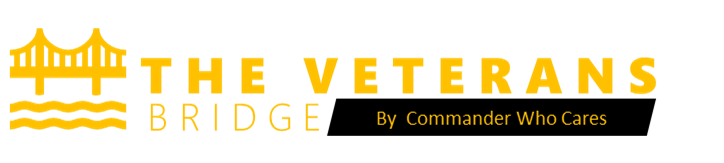 THE VETERANS
BRIDGE
By Commander Who Cares